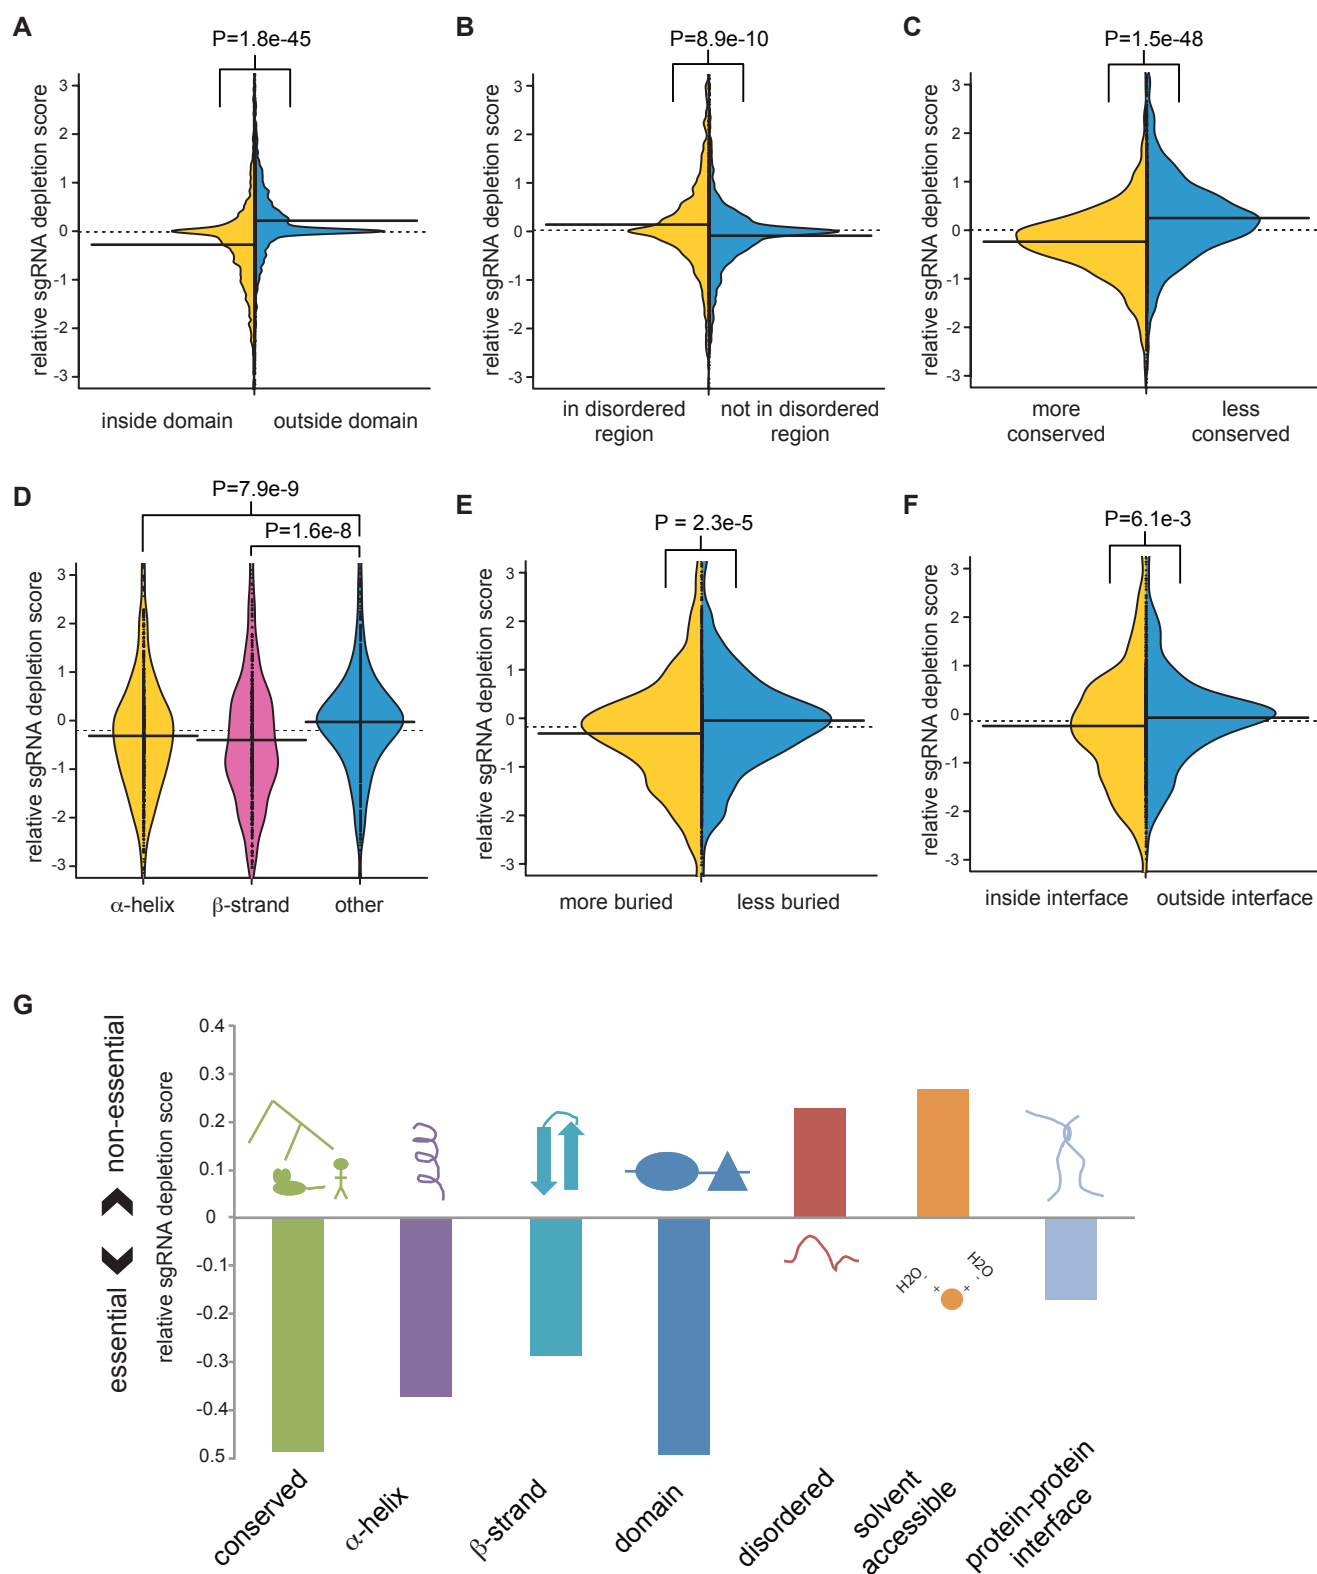 A
P=1.8e-45
relative sgRNA depletion score
3
2
1
0
-1
-2
-3
inside domain
outside domain
B
P=8.9e-10
relative sgRNA depletion score
3
2
1
0
-1
-2
-3
in disordered
region
not in disordered
region
C
P=1.5e-48
relative sgRNA depletion score
3
2
1
0
-1
-2
-3
more
conserved
less
conserved
D
P=7.9e-9
P=1.6e-8
relative sgRNA depletion score
3
2
1
0
-1
-2
-3
α-helix
β-strand
other
E
P = 2.3e-5
relative sgRNA depletion score
3
2
1
0
-1
-2
-3
more buried
less buried
F
P=6.1e-3
relative sgRNA depletion score
3
2
1
0
-1
-2
-3
inside interface
outside interface
G
essential
non-essential
relative sgRNA depletion score
0.4
0.3
0.2
0.1
0
-0.1
-0.2
-0.3
-0.4
0.5
H2O
- + + -
H2O
conserved
α-helix
β-strand
domain
disordered
solvent
accessible
protein-protein
interface